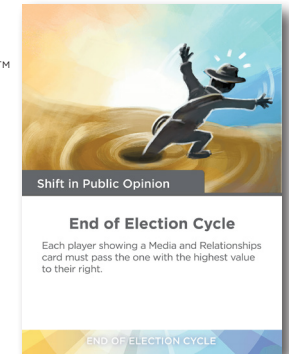 TM
Shift in Public Opinion
End of Election Cycle
Each player showing a Media and Relationships
card must pass the one with the highest value
to their right.
END OF ELECTION CYCLE